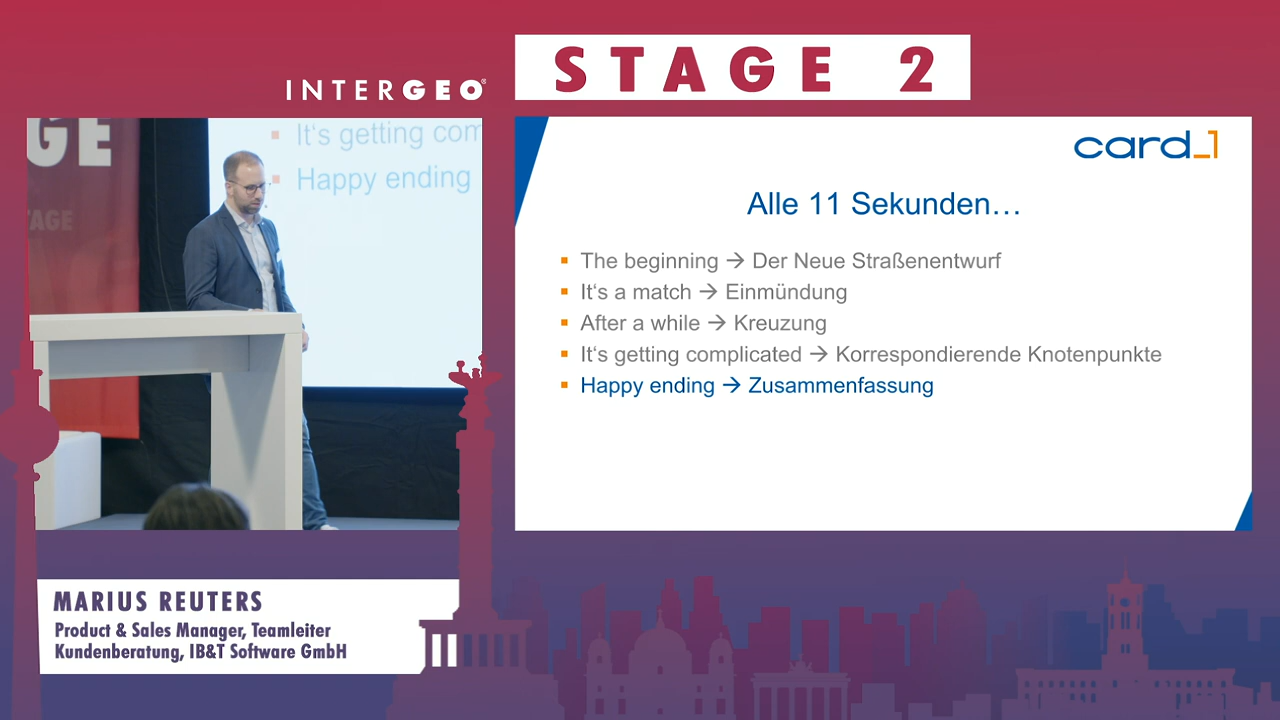 INTERGEO®
STAGE 2
GE
TAGE
It's getting com
Happy ending
card_1
Alle 11 Sekunden…
▪ The beginning → Der Neue Straßenentwurf
▪ It's a match → Einmündung
▪ After a while → Kreuzung
▪ It's getting complicated → Korrespondierende Knotenpunkte
▪ Happy ending → Zusammenfassung
MARIUS REUTERS
Product & Sales Manager, Teamleiter
Kundenberatung, IB&T Software GmbH